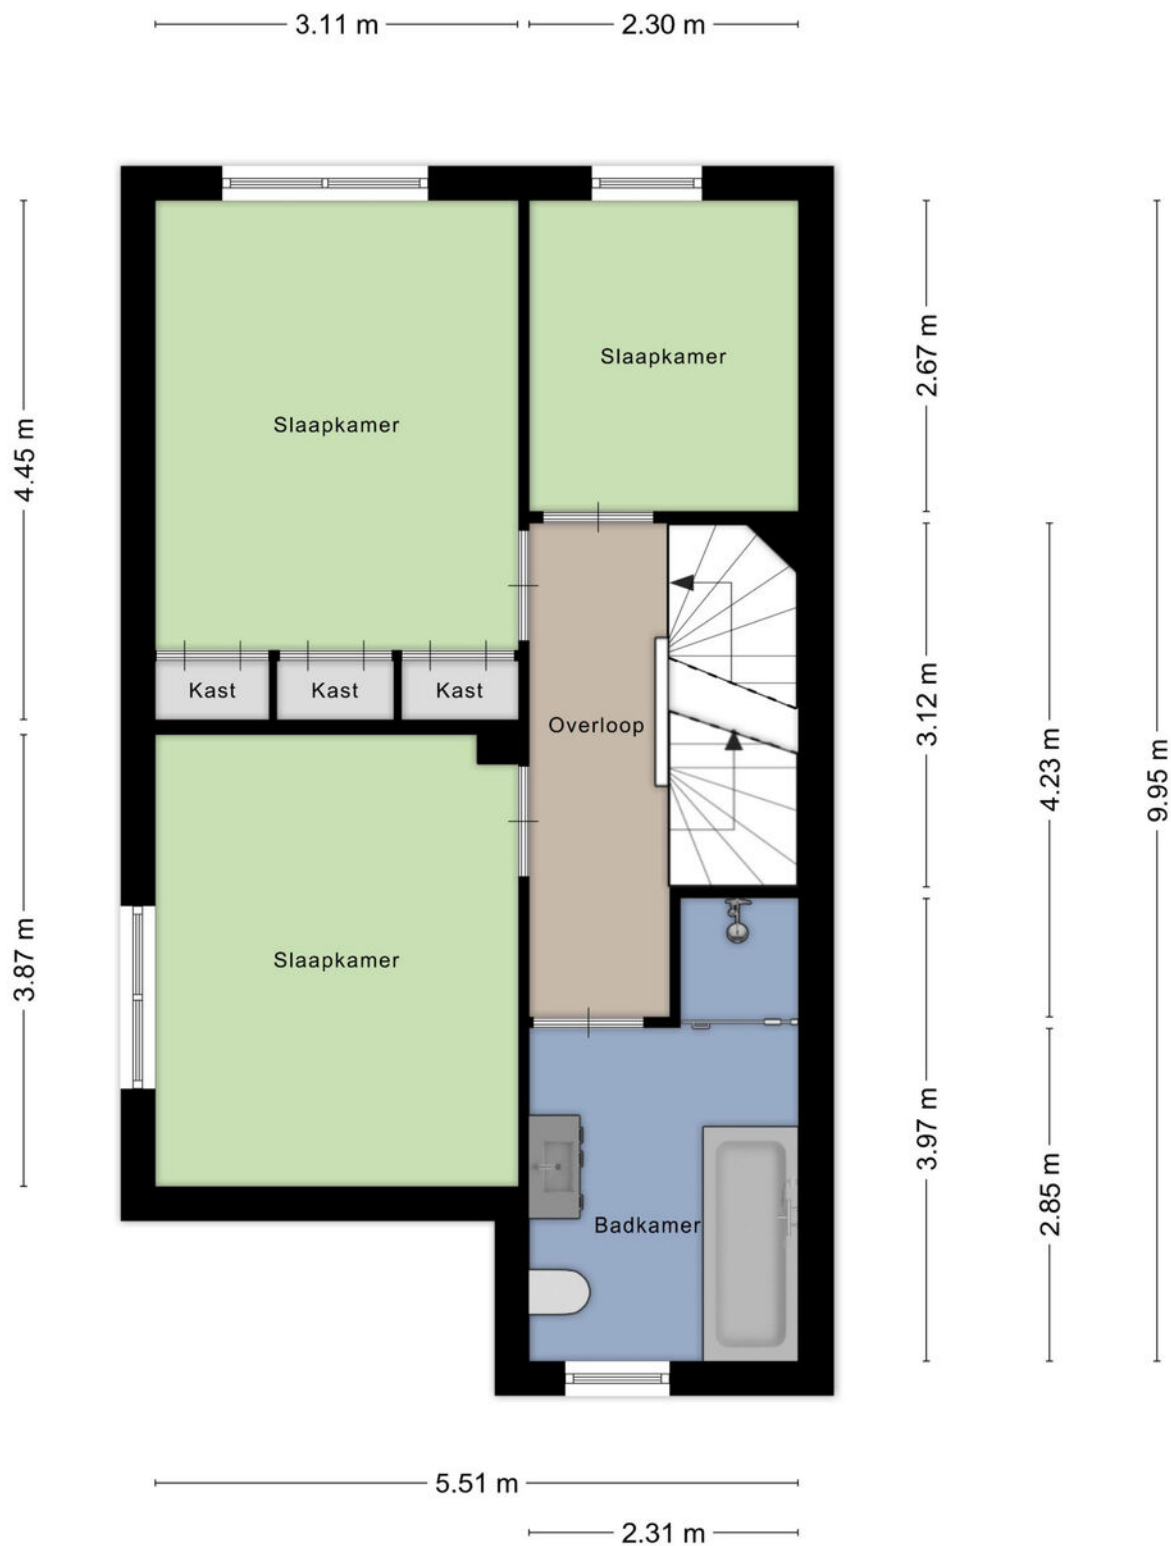 3.11 m
2.30 m
Slaapkamer
2.67 m
Slaapkamer
4.45 m
Kast
Kast
Kast
Overloop
3.12 m
4.23 m
9.95 m
Slaapkamer
3.87 m
3.97 m
2.85 m
Badkamer
5.51 m
2.31 m